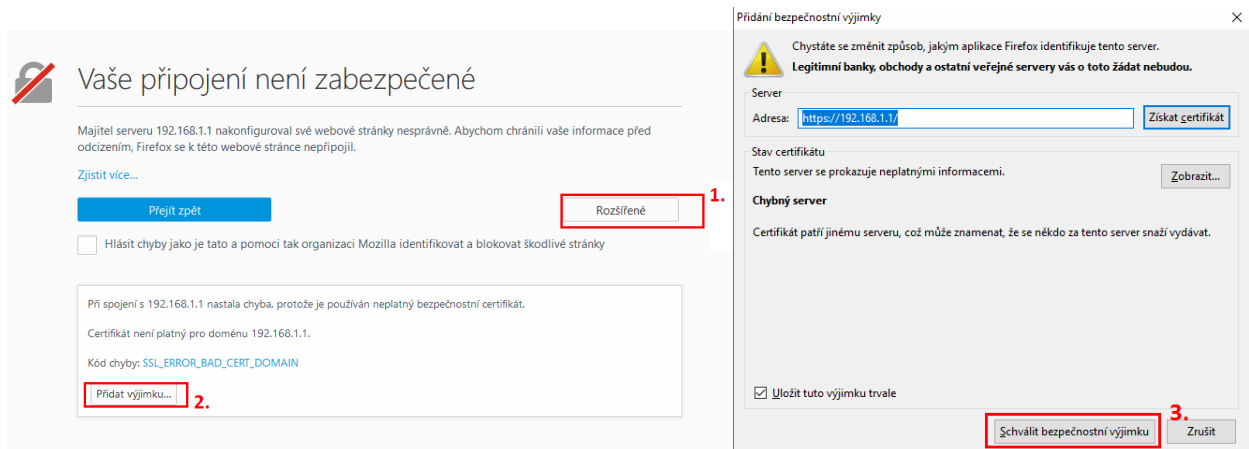 Vaše připojení není zabezpečené
Majitel serveru 192.168.1.1 nakonfiguroval své webové stránky nesprávně. Abychom chránili vaše informace před
odcizením, Firefox se k této webové stránce nepřipojil.
Zjistit více...
Přejít zpět
Rozšířené
1.
Hlásit chyby jako je tato a pomoci tak organizaci Mozilla identifikovat a blokovat škodlivé stránky
Při spojení s 192.168.1.1 nastala chyba, protože je používán neplatný bezpečnostní certifikát.
Certifikát není platný pro doménu 192.168.1.1.
Kód chyby: SSL_ERROR_BAD_CERT_DOMAIN
Přidat výjimku...
2.
Přidání bezpečnostní výjimky
Chystáte se změnit způsob, jakým aplikace Firefox identifikuje tento server.
Legitimní banky, obchody a ostatní veřejné servery vás o toto žádat nebudou.
Server
Adresa: https://192.168.1.1/ Získat certifikát
Stav certifikátu
Tento server se prokazuje neplatnými informacemi.
Zobrazit...
Chybný server
Certifikát patří jinému serveru, což může znamenat, že se někdo za tento server snaží vydávat.
Uložit tuto výjimku trvale
3.
Schválit bezpečnostní výjimku Zrušit